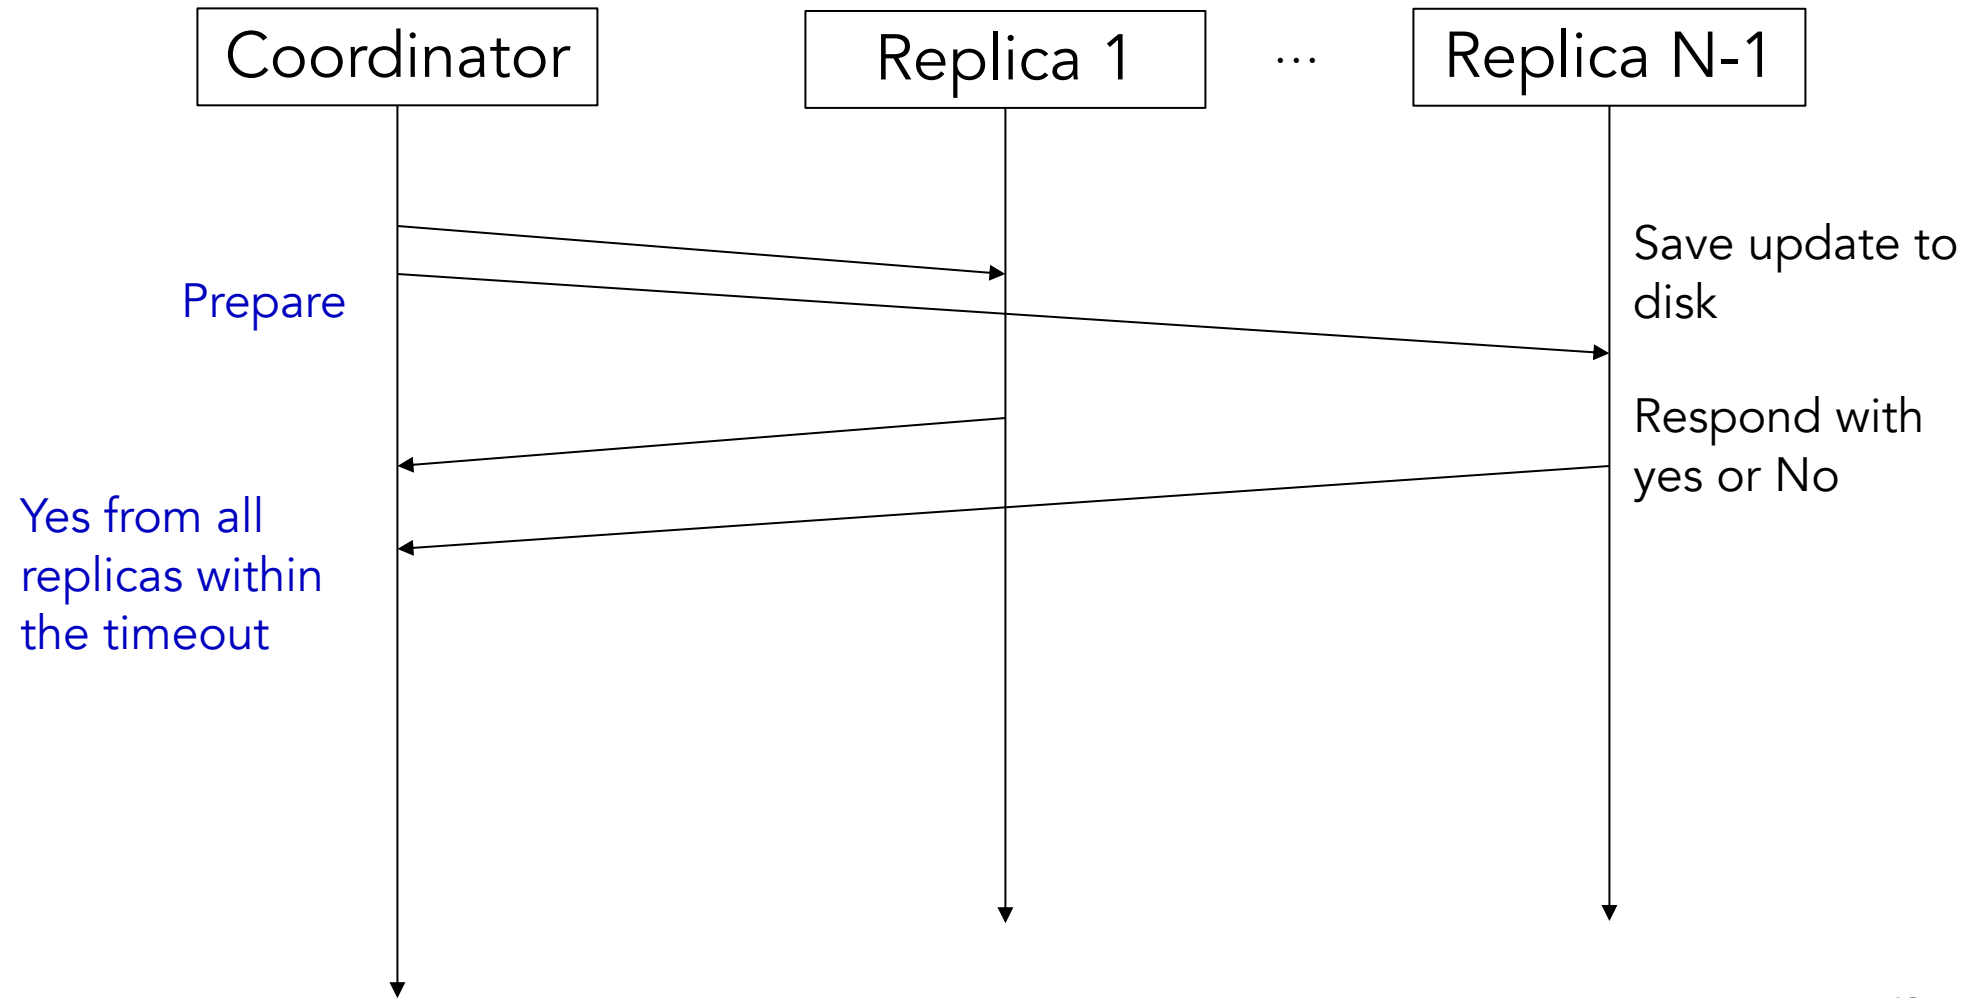 Coordinator
Replica 1
...
Replica N-1
Prepare
Save update to
disk
Respond with
yes or No
Yes from all
replicas within
the timeout